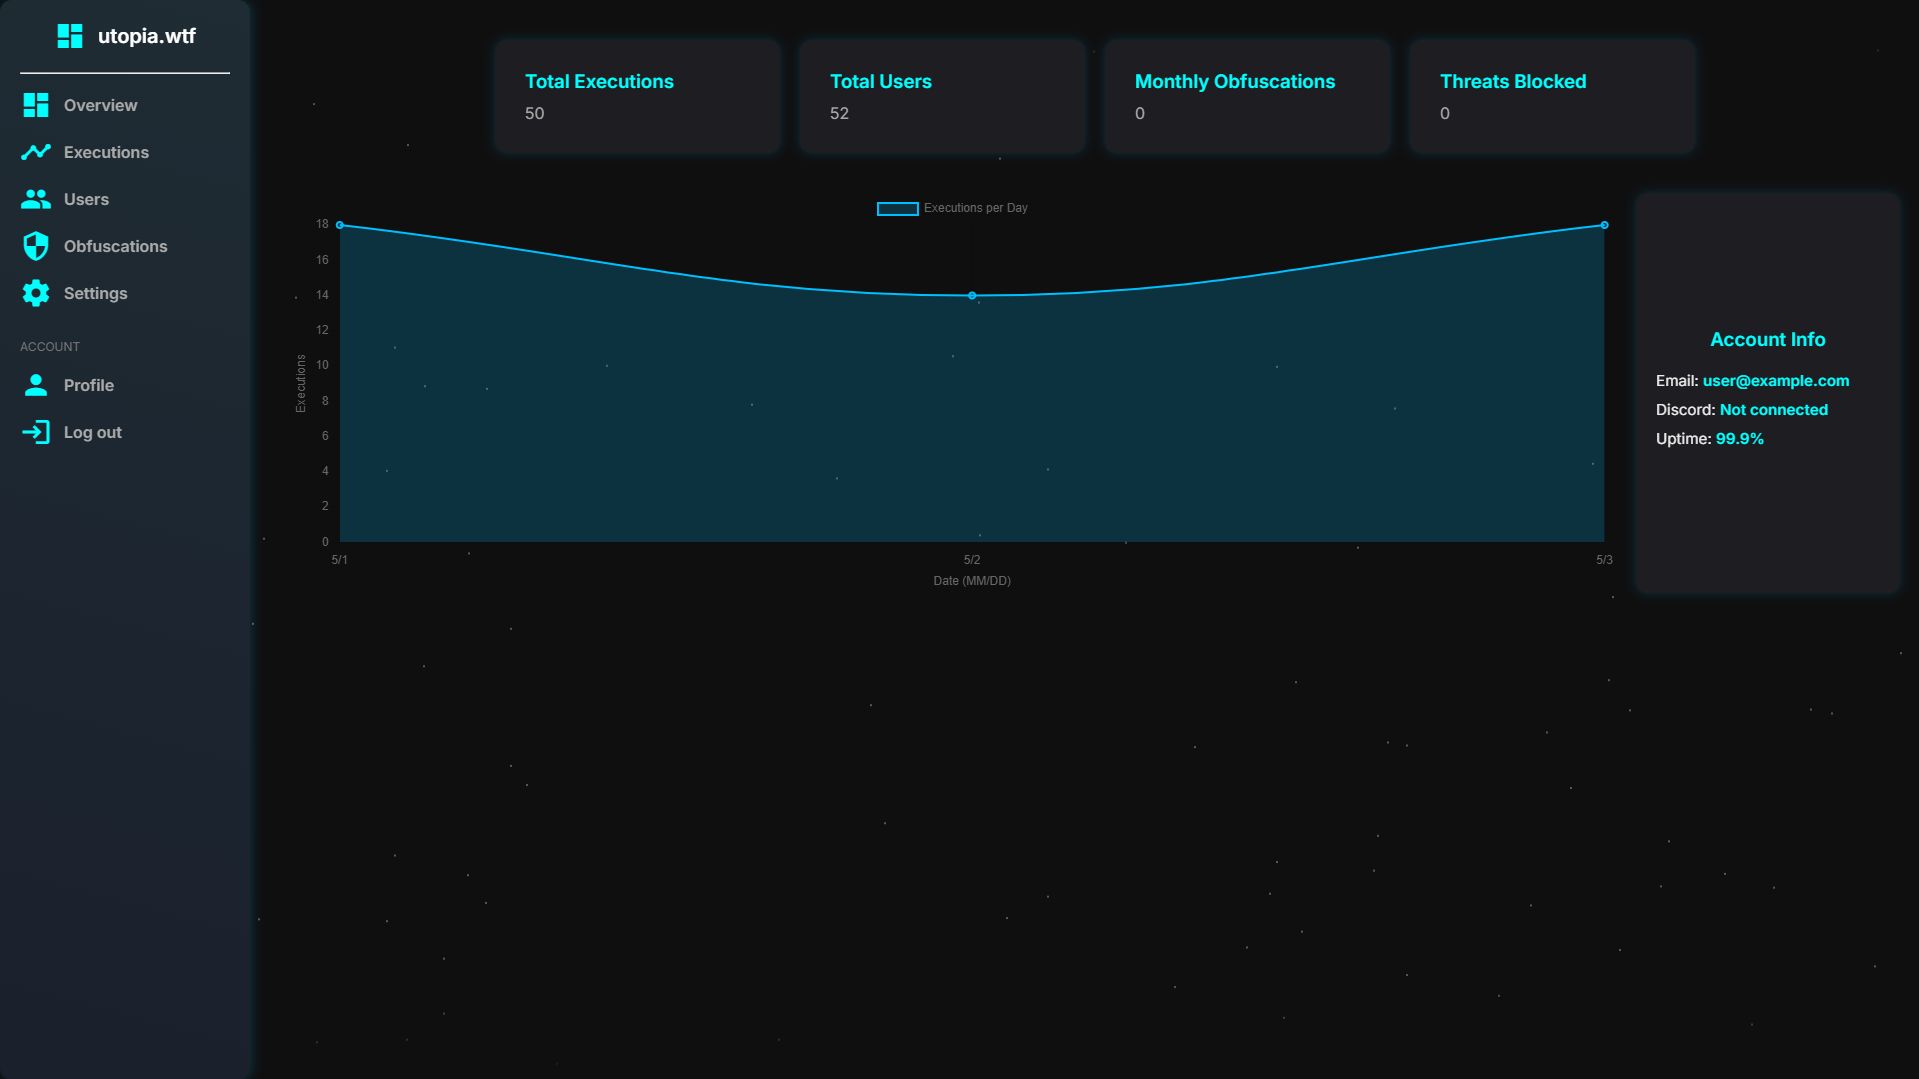 utopia.wtf
Overview
Executions
Users
Obfuscations
Settings
ACCOUNT
Profile
Log out
Total Executions
50
Total Users
52
Monthly Obfuscations
0
Threats Blocked
0
Executions per Day
18
16
14
12
10
8
6
4
2
0
Executions
5/1
5/2
5/3
Date (MM/DD)
Account Info
Email: user@example.com
Discord: Not connected
Uptime: 99.9%